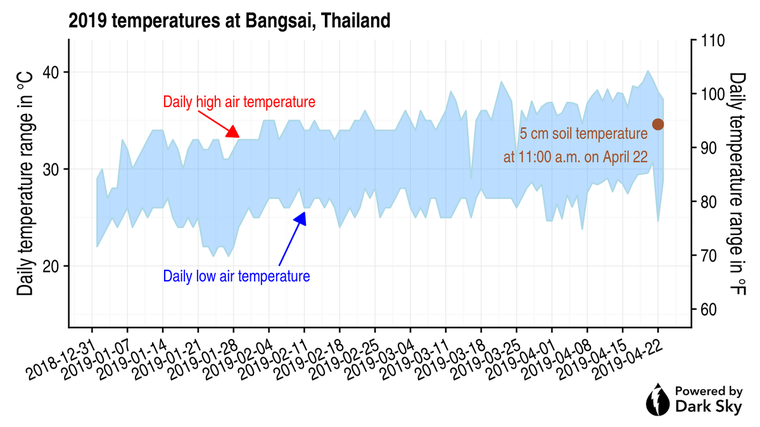 2019 temperatures at Bangsai, Thailand
Daily temperature range in °C
40
30
20
Daily high air temperature
Daily low air temperature
5 cm soil temperature
at 11:00 a.m. on April 22
110
100
90
80
70
60
Daily temperature range in °F
2018-12-31
2019-01-07
2019-01-14
2019-01-21
2019-01-28
2019-02-04
2019-02-11
2019-02-18
2019-02-25
2019-03-04
2019-03-11
2019-03-18
2019-03-25
2019-04-01
2019-04-08
2019-04-15
2019-04-22
Powered by
Dark Sky